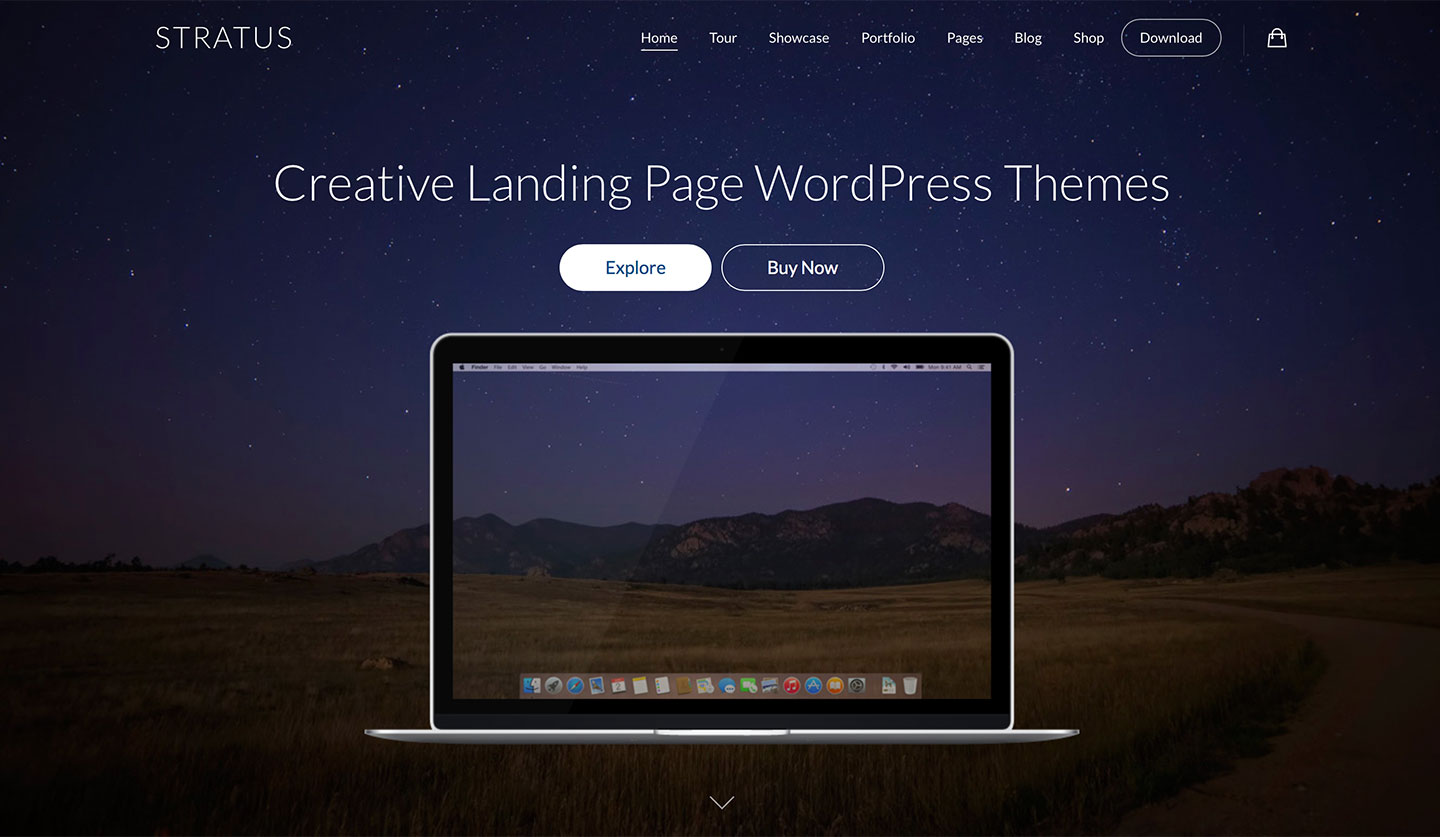 STRATUS
Home Tour Showcase Portfolio Pages Blog Shop Download
Creative Landing Page WordPress Themes
Explore Buy Now
Finder File Edit View Go Window Help Mon 9:41 AM